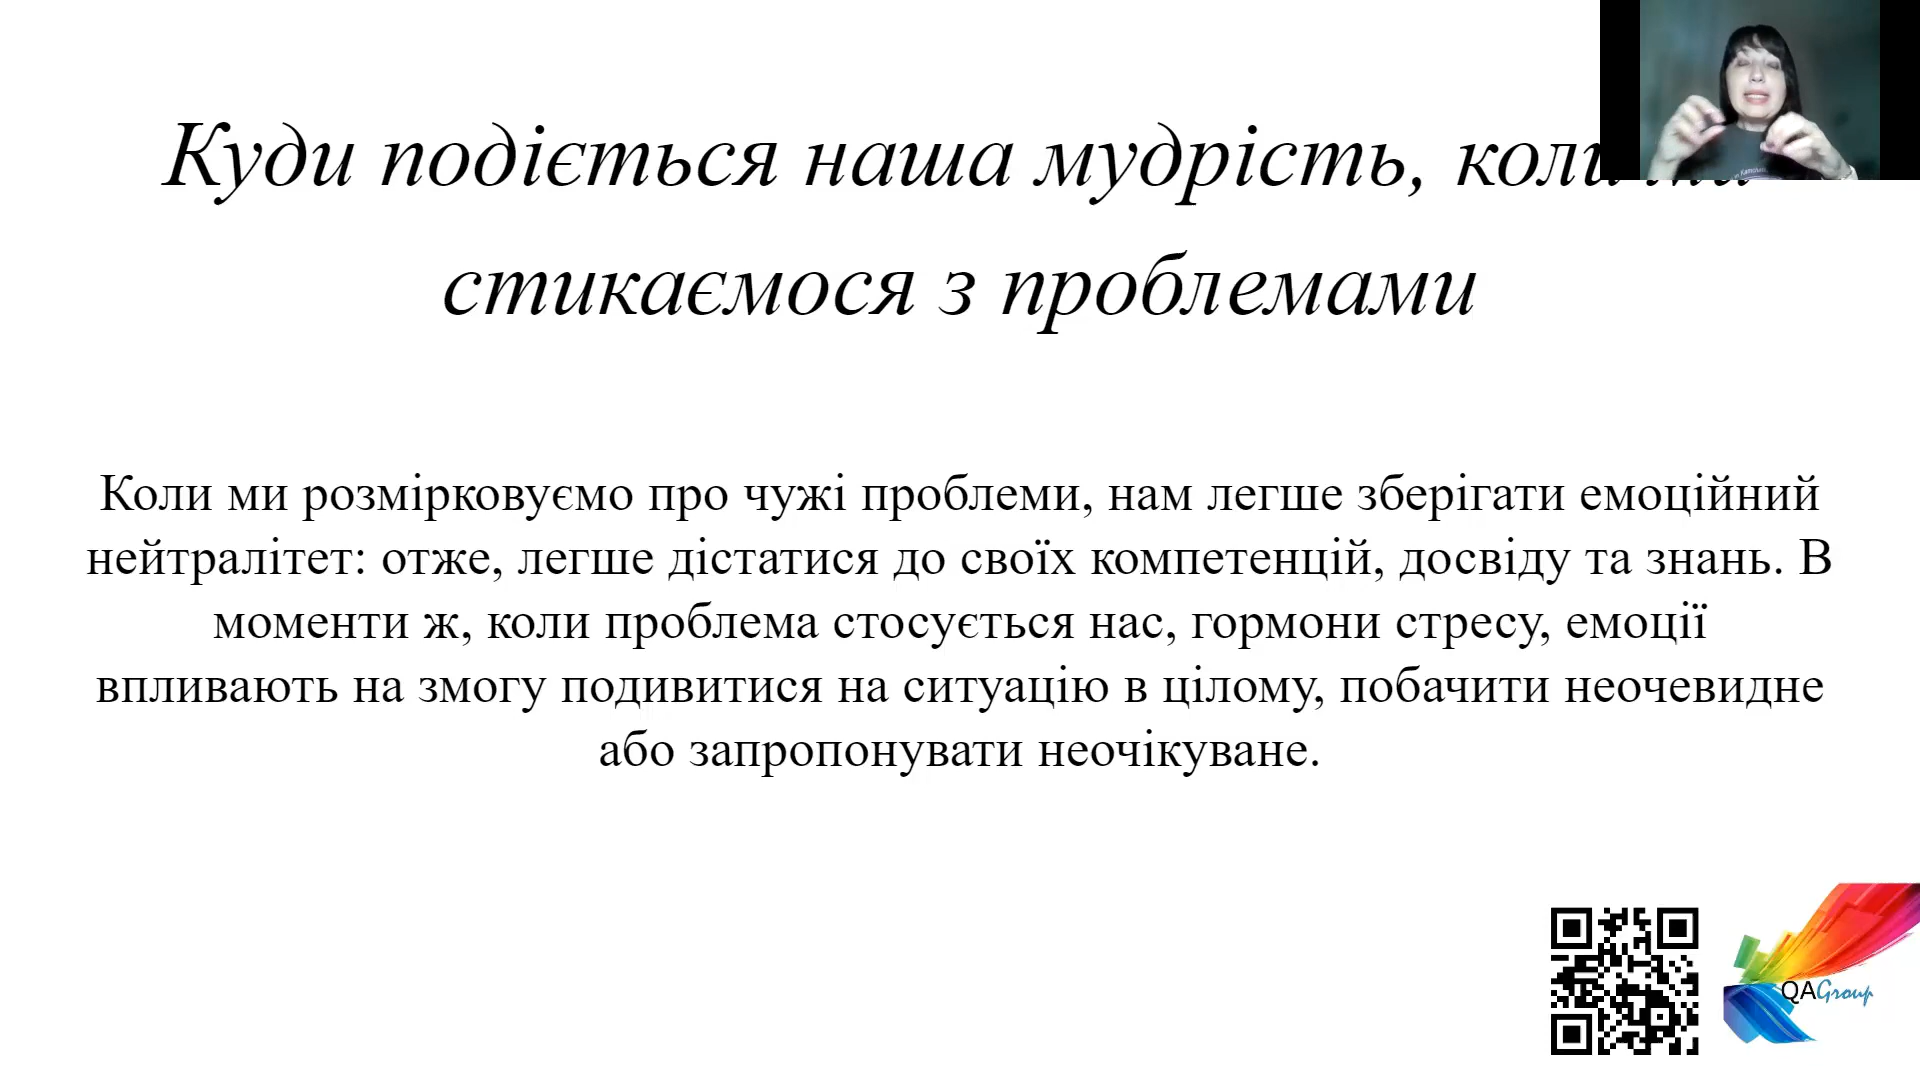 Куди подіється наша мудрість, коли ми
стикаємося з проблемами
Коли ми розмірковуємо про чужі проблеми, нам легше зберігати емоційний
нейтралітет: отже, легше дістатися до своїх компетенцій, досвіду та знань. В
моменти ж, коли проблема стосується нас, гормони стресу, емоції
впливають на змогу подивитися на ситуацію в цілому, побачити неочевидне
або запропонувати неочікуване.
QAGroup